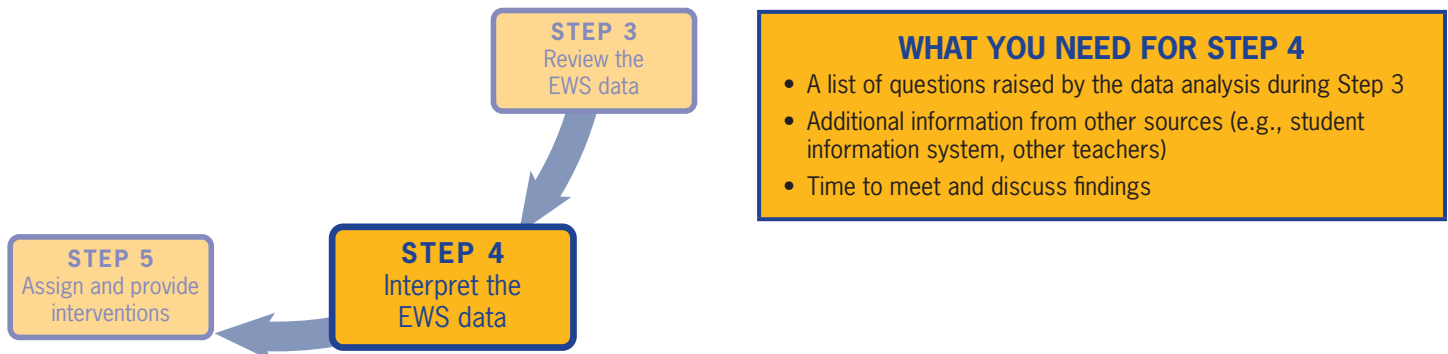 STEP 3
Review the
EWS data
WHAT YOU NEED FOR STEP 4
• A list of questions raised by the data analysis during Step 3
• Additional information from other sources (e.g., student
information system, other teachers)
• Time to meet and discuss findings
STEP 4
Interpret the
EWS data
STEP 5
Assign and provide
interventions